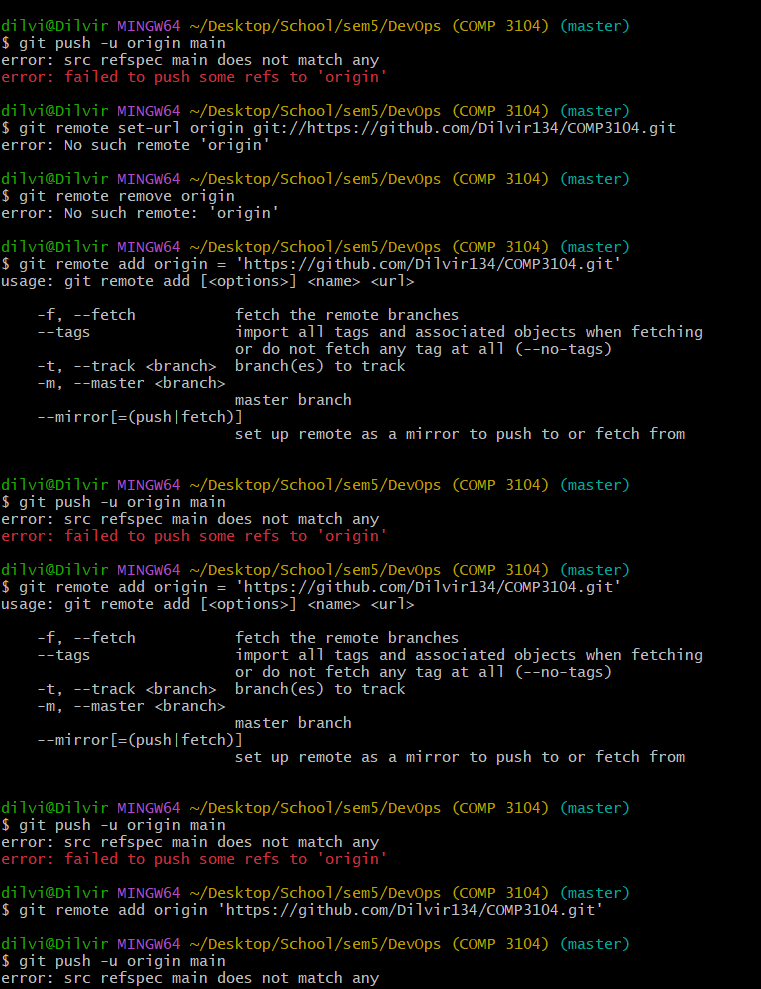 dilvi@Dilvir MINGW64 ~/Desktop/School/sem5/DevOps (COMP 3104) (master)
$ git push -u origin main
error: src refspec main does not match any
error: failed to push some refs to 'origin'
dilvi@Dilvir MINGW64 ~/Desktop/School/sem5/DevOps (COMP 3104) (master)
$ git remote set-url origin git://https://github.com/Dilvir134/COMP3104.git
error: No such remote 'origin'
dilvi@Dilvir MINGW64 ~/Desktop/School/sem5/DevOps (COMP 3104) (master)
$ git remote remove origin
error: No such remote: 'origin'
dilvi@Dilvir MINGW64 ~/Desktop/School/sem5/DevOps (COMP 3104) (master)
$ git remote add origin = 'https://github.com/Dilvir134/COMP3104.git'
usage: git remote add [<options>] <name> <url>
-f, --fetch fetch the remote branches
--tags import all tags and associated objects when fetching
or do not fetch any tag at all (--no-tags)
-t, --track <branch> branch(es) to track
-m, --master <branch>
master branch
--mirror[=(push|fetch)]
set up remote as a mirror to push to or fetch from
dilvi@Dilvir MINGW64 ~/Desktop/School/sem5/DevOps (COMP 3104) (master)
$ git push -u origin main
error: src refspec main does not match any
error: failed to push some refs to 'origin'
dilvi@Dilvir MINGW64 ~/Desktop/School/sem5/DevOps (COMP 3104) (master)
$ git remote add origin = 'https://github.com/Dilvir134/COMP3104.git'
usage: git remote add [<options>] <name> <url>
-f, --fetch fetch the remote branches
--tags import all tags and associated objects when fetching
or do not fetch any tag at all (--no-tags)
-t, --track <branch> branch(es) to track
-m, --master <branch>
master branch
--mirror[=(push|fetch)]
set up remote as a mirror to push to or fetch from
dilvi@Dilvir MINGW64 ~/Desktop/School/sem5/DevOps (COMP 3104) (master)
$ git push -u origin main
error: src refspec main does not match any
error: failed to push some refs to 'origin'
dilvi@Dilvir MINGW64 ~/Desktop/School/sem5/DevOps (COMP 3104) (master)
$ git remote add origin 'https://github.com/Dilvir134/COMP3104.git'
dilvi@Dilvir MINGW64 ~/Desktop/School/sem5/DevOps (COMP 3104) (master)
$ git push -u origin main
error: src refspec main does not match any